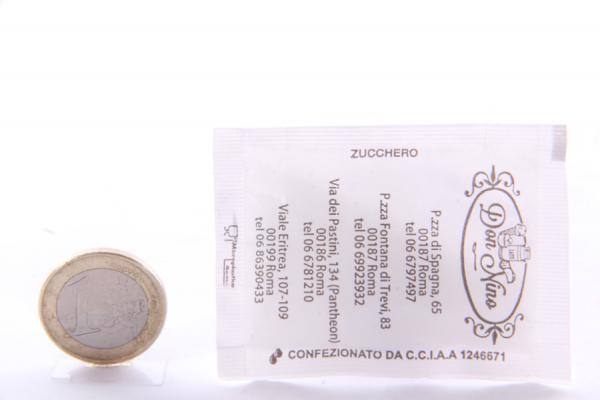 ZUCCHERO
Don Nino
P.zza di Spagna, 65
00187 Roma
tel 06 6797497
P.zza Fontana di Trevi, 83
00187 Roma
tel 06 69923932
Via dei Pastini, 134 (Pantheon)
00186 Roma
tel 06 6781210
Viale Eritrea, 107-109
00199 Roma
tel 06 86390433
CONFEZIONATO DA C.C.I.A.A 1246671